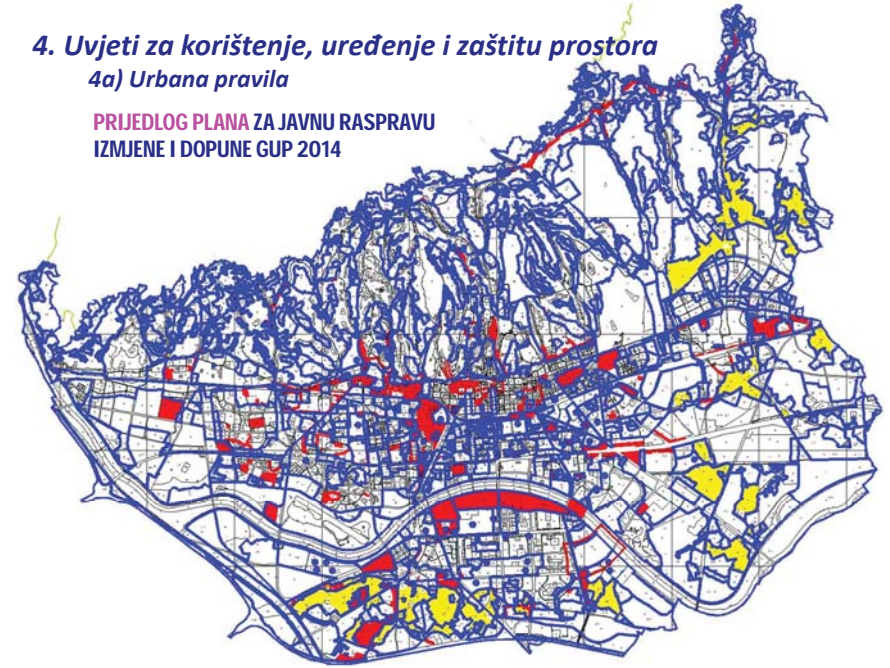 4. Uvjeti za korištenje, uređenje i zaštitu prostora
4a) Urbana pravila
PRIJEDLOG PLANA ZA JAVNU RASPRAVU
IZMJENE I DOPUNE GUP 2014